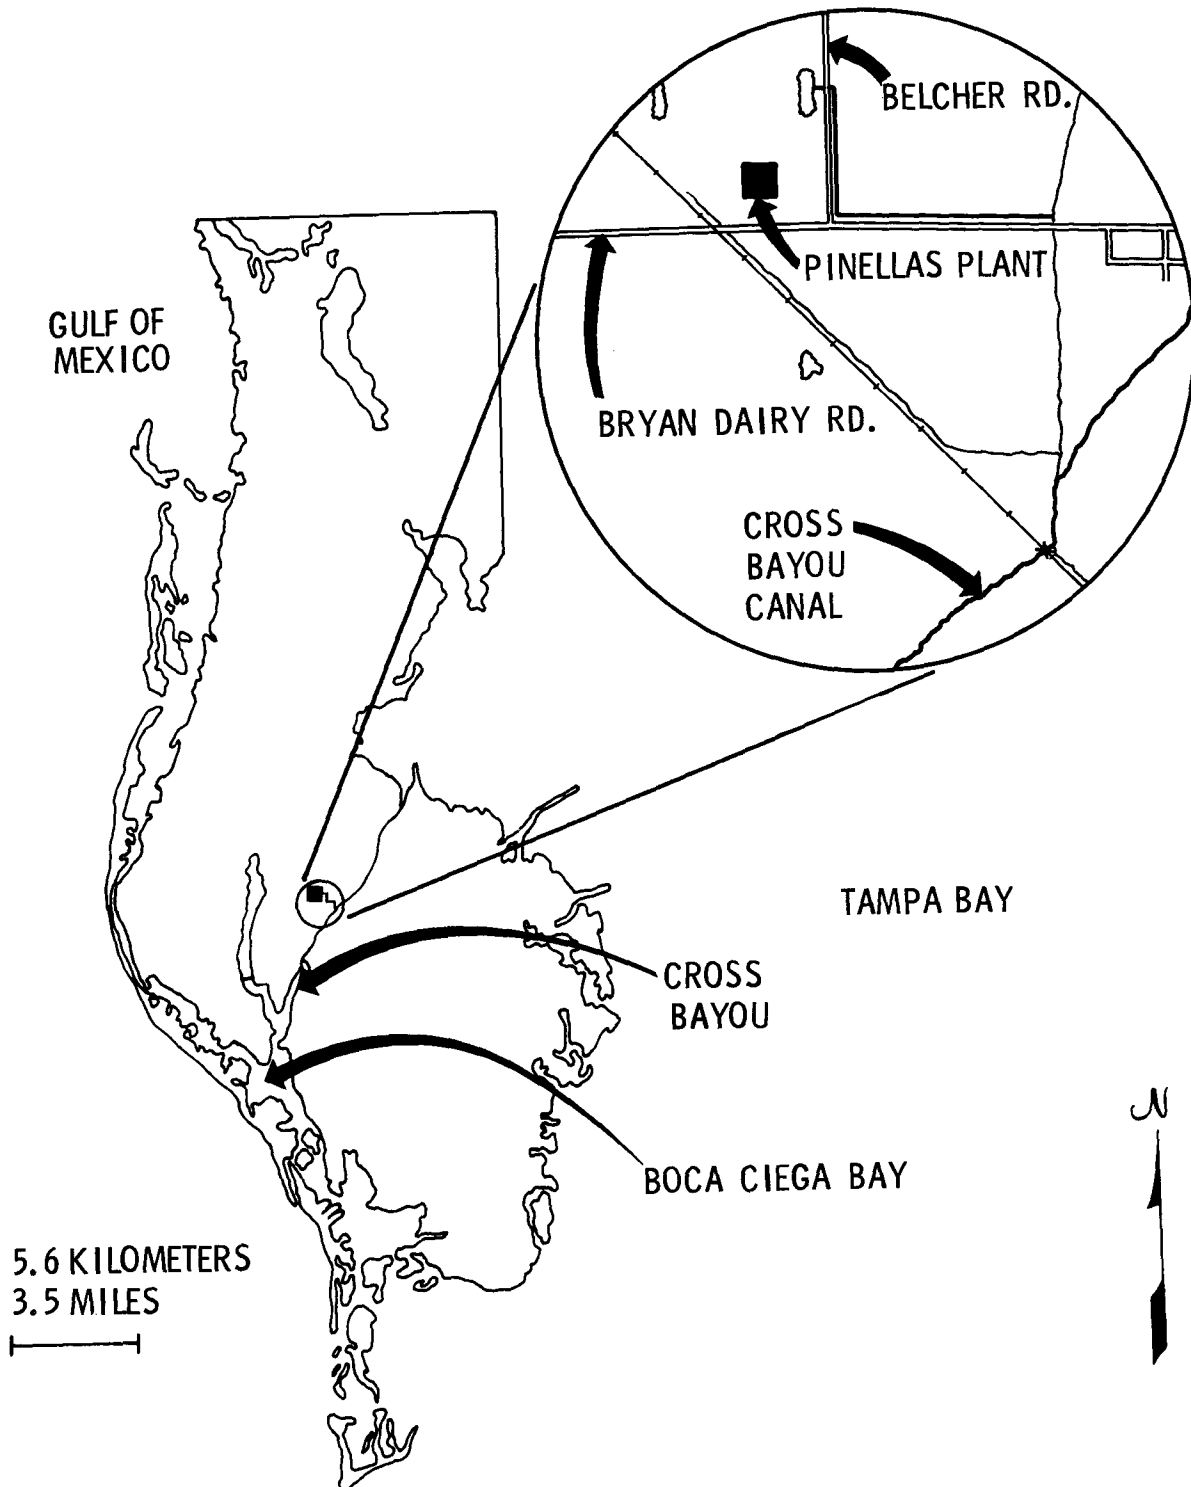 BELCHER RD.
PINELLAS PLANT
GULF OF
MEXICO
BRYAN DAIRY RD.
CROSS
BAYOU
CANAL
TAMPA BAY
CROSS
BAYOU
N
BOCA CIEGA BAY
5.6 KILOMETERS
3.5 MILES